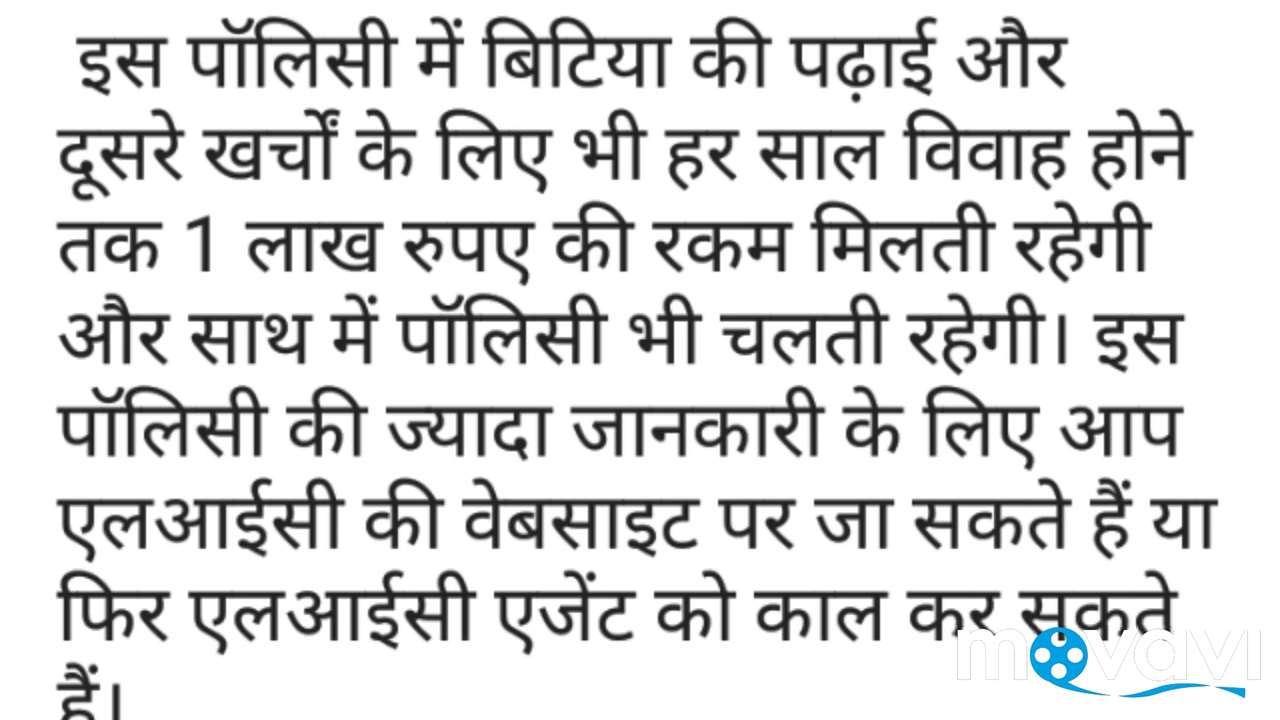 इस पॉलिसी में बिटिया की पढ़ाई और
दूसरे खर्चों के लिए भी हर साल विवाह होने
तक 1 लाख रुपए की रकम मिलती रहेगी
और साथ में पॉलिसी भी चलती रहेगी। इस
पॉलिसी की ज्यादा जानकारी के लिए आप
एलआईसी की वेबसाइट पर जा सकते हैं या
फिर एलआईसी एजेंट को काल कर सकते
हैं।
movavi